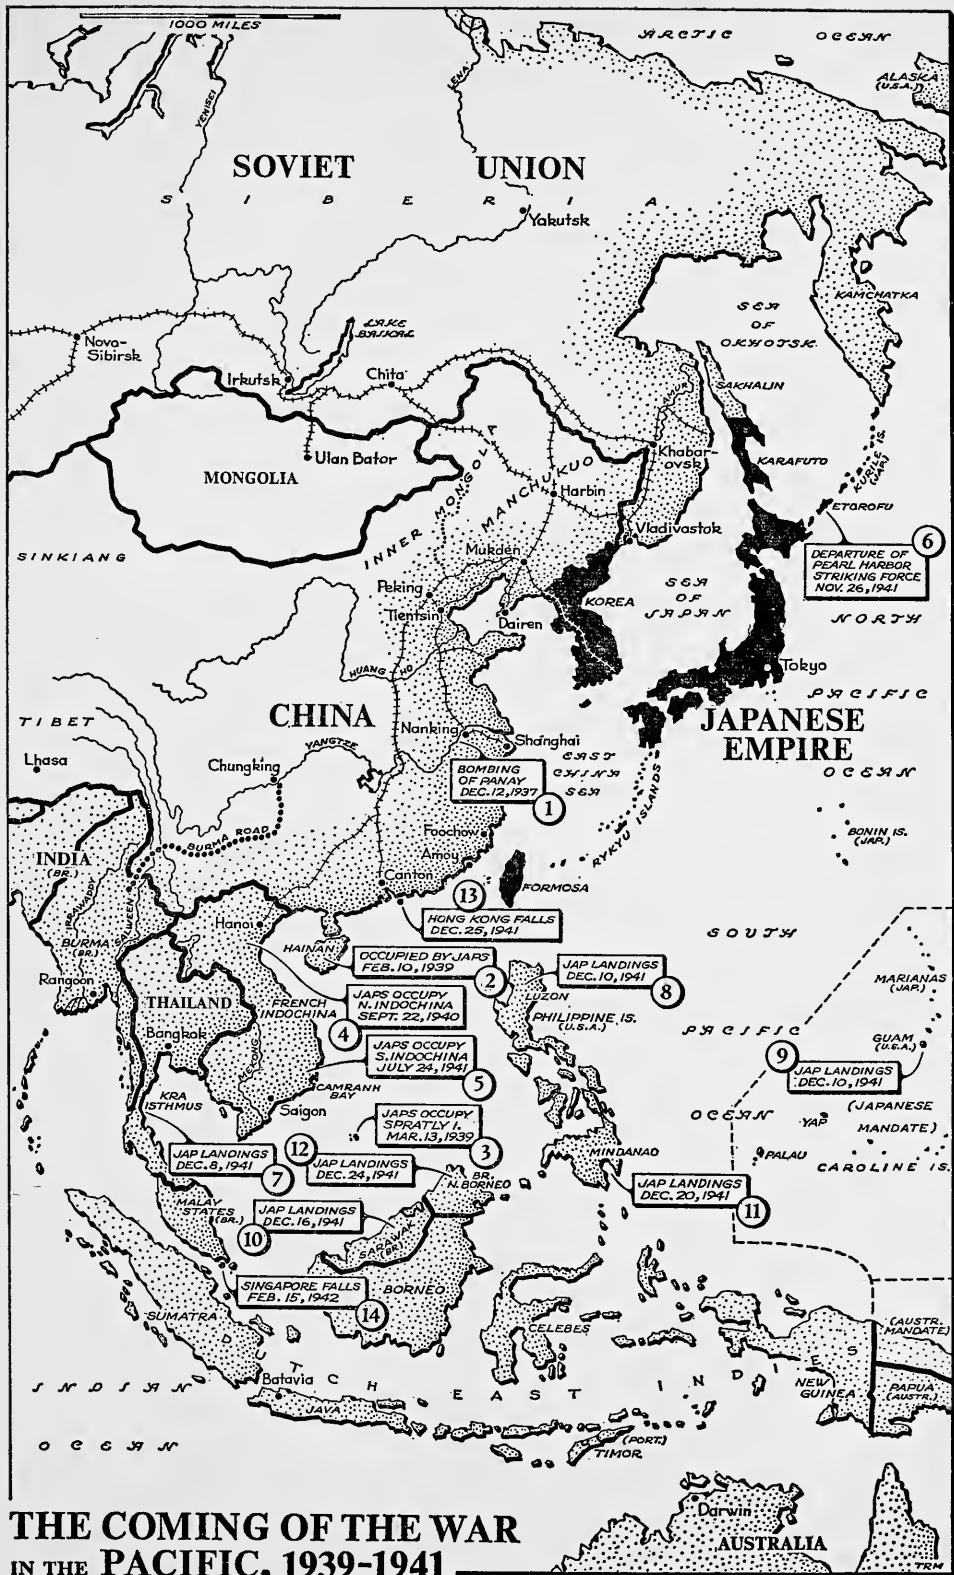 1000 MILES
ARCTIC OCEAN
ALASKA
(U.S.A.)
YENISEI
LENA
SOVIET UNION
SIBERIA
Yakutsk
SEA
OF
OKHOTSK
KAMCHATKA
Nova-
Sibirsk
LAKE
BAIKAL
Irkutsk
Chita
AMUR
SAKHALIN
MONGOLIA
Ulan Bator
INNER MONGOLIA
MANCHUKUO
Harbin
Khabar-
ovsk
KARAFUTO
KURILE IS.
(JAP.)
ETOROFU
Vladivastok
6
DEPARTURE OF
PEARL HARBOR
STRIKING FORCE
NOV. 26, 1941
SINKIANG
Mukden
Peking
Tientsin
Dairen
KOREA
SEA
OF
JAPAN
NORTH
PACIFIC
OCEAN
HUANG HO
Tokyo
TIBET
Lhasa
CHINA
JAPANESE
EMPIRE
Nanking
Shanghai
YANGTZE
Chungking
EAST
CHINA
SEA
BOMBING
OF PANAY
DEC. 12, 1937
1
RYKYU ISLANDS
BONIN IS.
(JAP.)
BURMA ROAD
Foochow
Amoy
Canton
FORMOSA
INDIA
(BR.)
IRRAWADDY
SALWEEN
BURMA
(BR.)
Rangoon
13
HONG KONG FALLS
DEC. 25, 1941
Hanoi
HAINAN
OCCUPIED BY JAPS
FEB. 10, 1939
2
JAP LANDINGS
DEC. 10, 1941
8
LUZON
PHILIPPINE IS.
(U.S.A.)
SOUTH
PACIFIC
OCEAN
MARIANAS
(JAP.)
GUAM
(U.S.A.)
9
JAP LANDINGS
DEC. 10, 1941
THAILAND
Bangkok
FRENCH
INDOCHINA
MEKONG
JAPS OCCUPY
N. INDOCHINA
SEPT. 22, 1940
4
JAPS OCCUPY
S. INDOCHINA
JULY 24, 1941
5
CAMRANH
BAY
Saigon
KRA
ISTHMUS
JAPS OCCUPY
SPRATLY I.
MAR. 13, 1939
3
YAP
(JAPANESE
MANDATE)
PALAU
CAROLINE IS.
JAP LANDINGS
DEC. 8, 1941
7
12
JAP LANDINGS
DEC. 24, 1941
BR.
N. BORNEO
MINDANAO
JAP LANDINGS
DEC. 20, 1941
11
MALAY
STATES
(BR.)
JAP LANDINGS
DEC. 16, 1941
10
SARAWAK
(BR.)
SINGAPORE FALLS
FEB. 15, 1942
14
BORNEO
SUMATRA
CELEBES
(AUSTR.
MANDATE)
DUTCH EAST INDIES
NEW
GUINEA
PAPUA
(AUSTR.)
INDIAN
OCEAN
Batavia
JAVA
(PORT.)
TIMOR
Darwin
AUSTRALIA
THE COMING OF THE WAR
IN THE PACIFIC, 1939-1941
TRM